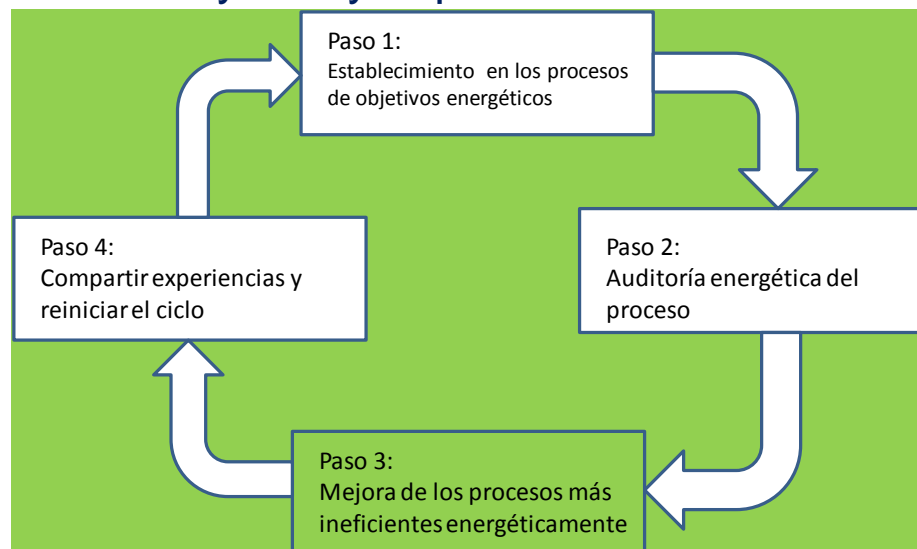 Paso 1:
Establecimiento en los procesos
de objetivos energéticos
Paso 2:
Auditoría energética del
proceso
Paso 3:
Mejora de los procesos más
ineficientes energéticamente
Paso 4:
Compartir experiencias y
reiniciar el ciclo